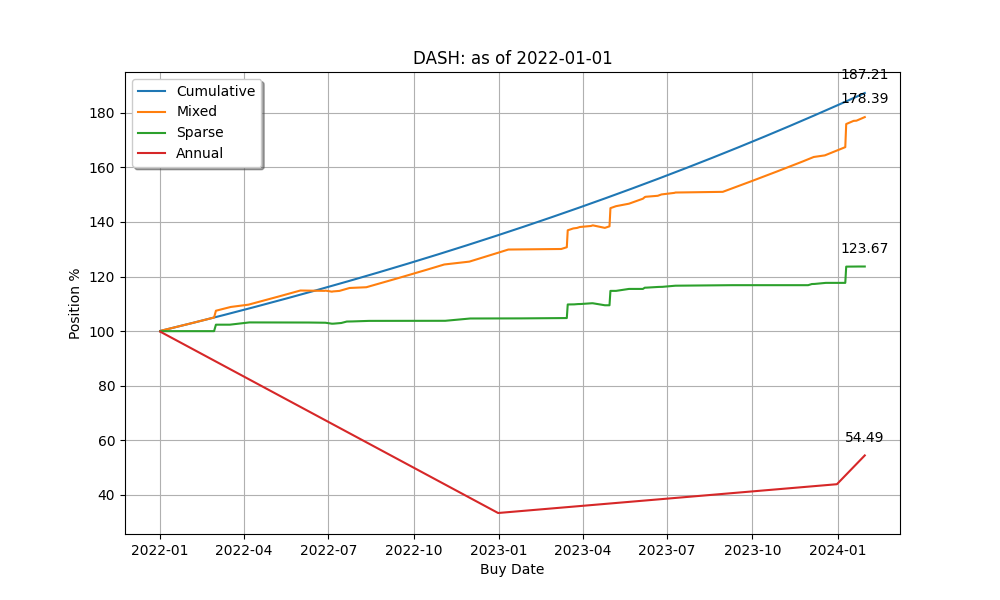 DASH: as of 2022-01-01
187.21
178.39
123.67
54.49
Cumulative
Mixed
Sparse
Annual
Position %
180
160
140
120
100
80
60
40
2022-01 2022-04 2022-07 2022-10 2023-01 2023-04 2023-07 2023-10 2024-01
Buy Date